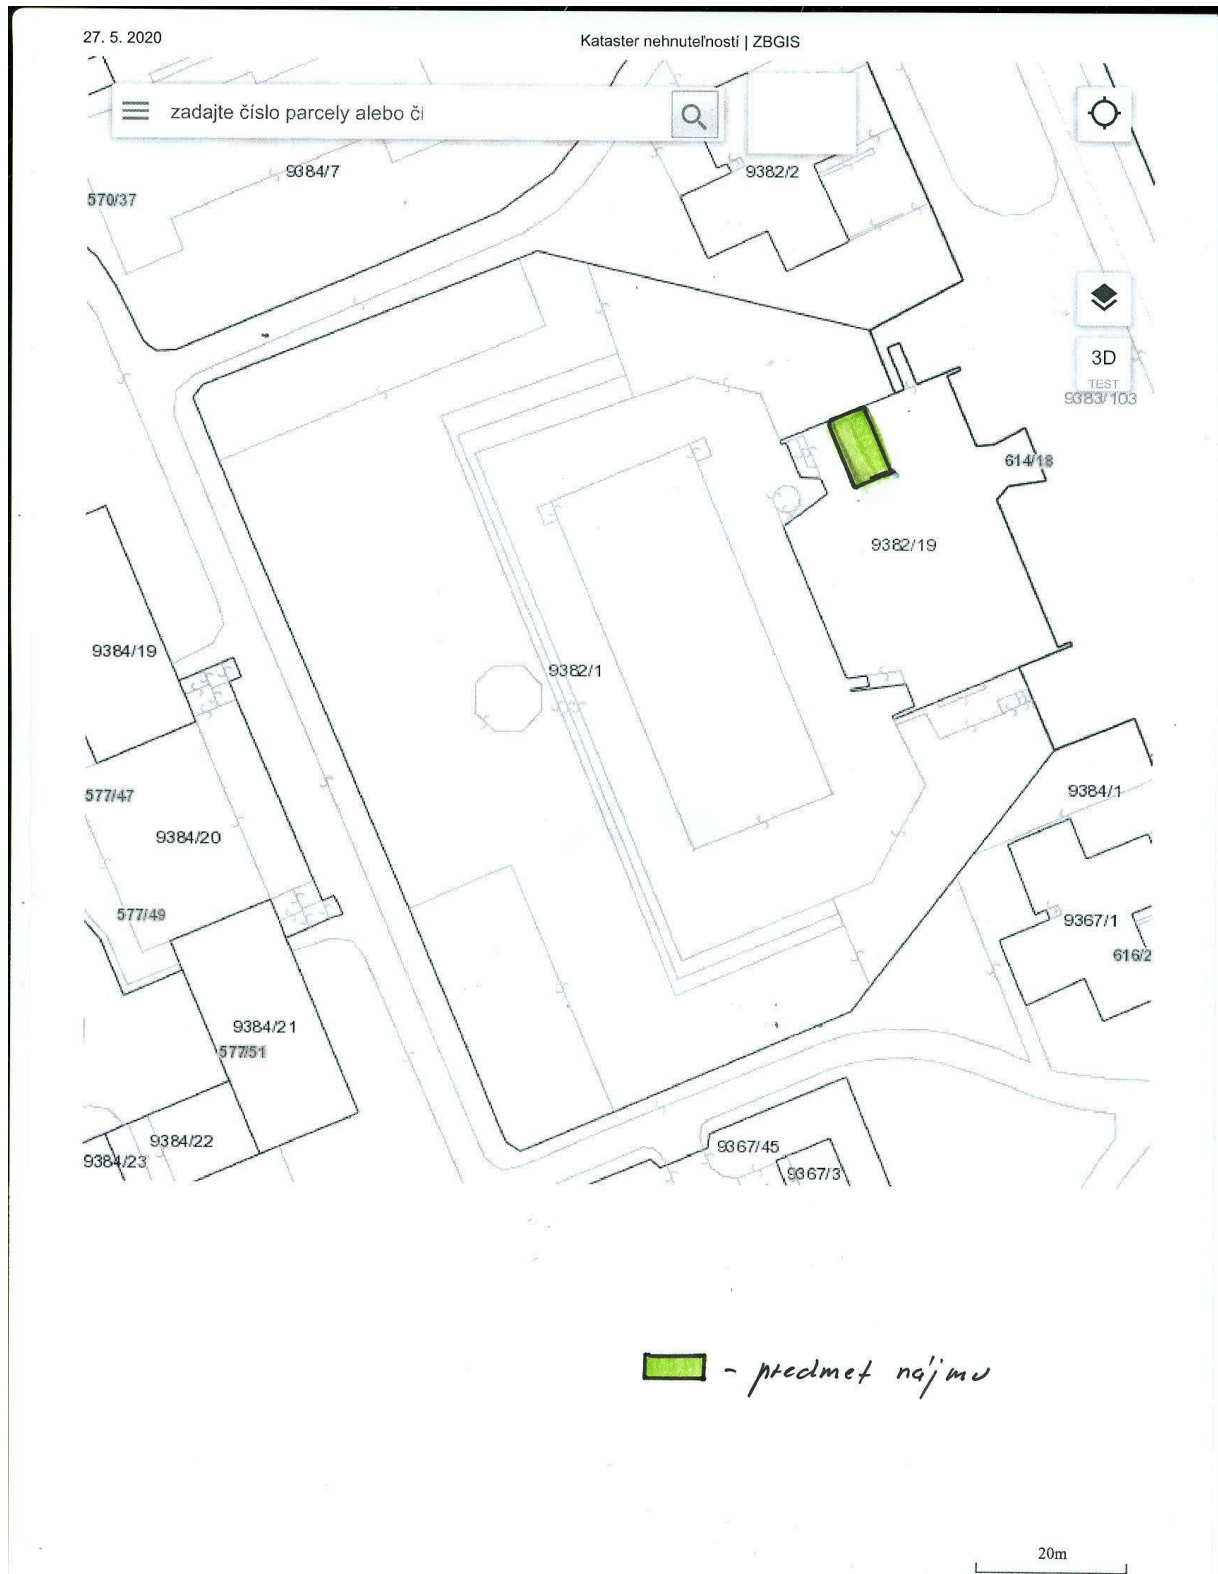 27. 5. 2020
Kataster nehnuteľností | ZBGIS
zadajte číslo parcely alebo čí
9384/7
9382/2
570/37
3D
TEST
9383/103
614/18
9382/19
9384/19
9382/1
577/47
9384/1
9384/20
577/49
9367/1
616/2
9384/21
577/51
9384/22
9367/45
9384/23
9367/3
- predmet nájmu
20m